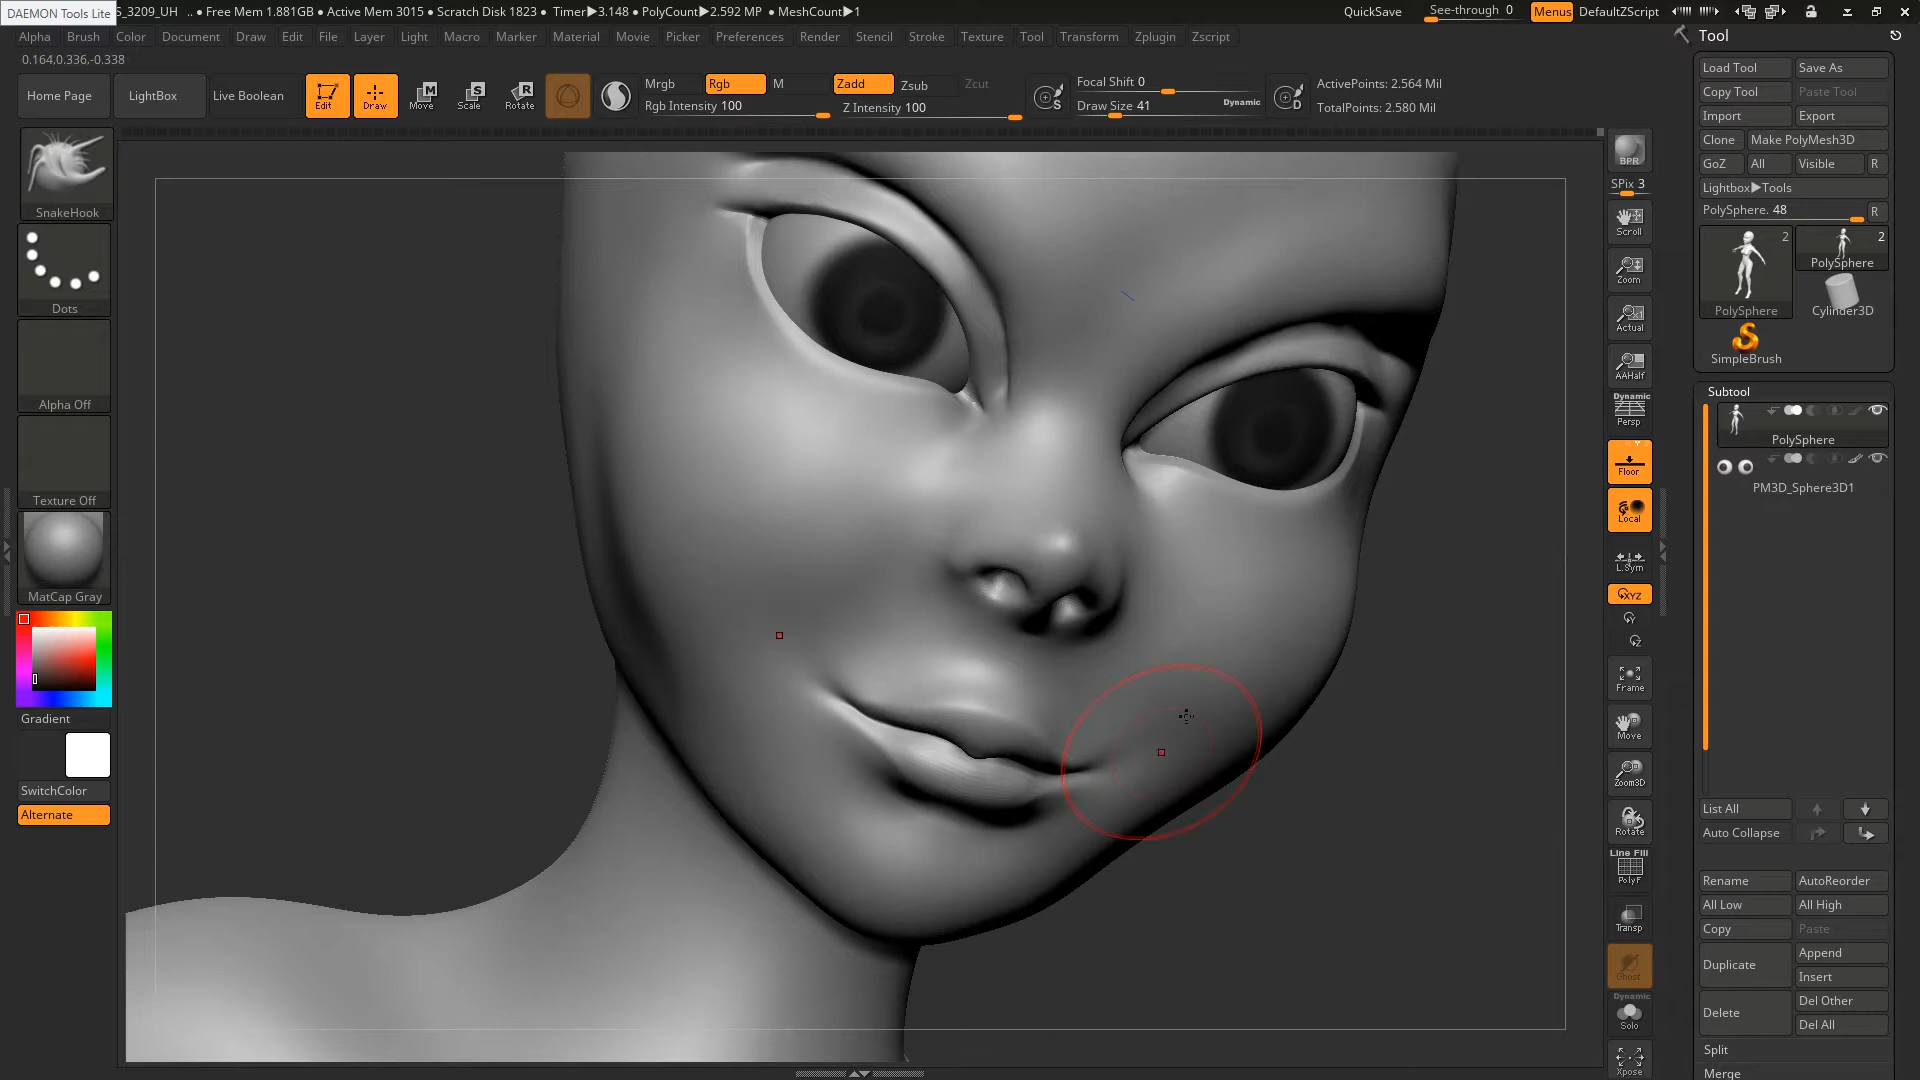 DAEMON Tools Lite
S_3209_UH .. ● Free Mem 1.881GB ● Active Mem 3015 ● Scratch Disk 1823 ● Timer▶3.148 ● PolyCount▶2.592 MP ● MeshCount▶1
QuickSave See-through 0 Menus DefaultZScript
Alpha Brush Color Document Draw Edit File Layer Light Macro Marker Material Movie Picker Preferences Render Stencil Stroke Texture Tool Transform Zplugin Zscript
0.164,0.336,-0.338
Home Page LightBox Live Boolean Edit Draw Move Scale Rotate
Mrgb Rgb M Zadd Zsub Zcut
Rgb Intensity 100 Z Intensity 100
S Focal Shift 0
Draw Size 41 Dynamic D
ActivePoints: 2.564 Mil
TotalPoints: 2.580 Mil
SnakeHook
Dots
Alpha Off
Texture Off
MatCap Gray
Gradient
SwitchColor
Alternate
BPR
SPix 3
Scroll
Zoom
Actual
AAHalf
Dynamic
Persp
Floor
Local
L.Sym
XYZ
Y
Z
Frame
Move
Zoom3D
Rotate
Line Fill
PolyF
Transp
Ghost
Dynamic
Solo
Xpose
Tool
Load Tool Save As
Copy Tool Paste Tool
Import Export
Clone Make PolyMesh3D
GoZ All Visible R
Lightbox▶Tools
PolySphere. 48 R
2 2
PolySphere
PolySphere Cylinder3D
SimpleBrush
Subtool
PolySphere
PM3D_Sphere3D1
List All
Auto Collapse
Rename AutoReorder
All Low All High
Copy Paste
Duplicate Append
Insert
Delete Del Other
Del All
Split
Merge